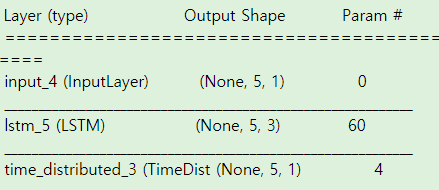 Layer (type) Output Shape Param #
=======================================
====
input_4 (InputLayer) (None, 5, 1) 0
_________________________________________________
lstm_5 (LSTM) (None, 5, 3) 60
_________________________________________________
time_distributed_3 (TimeDist (None, 5, 1) 4